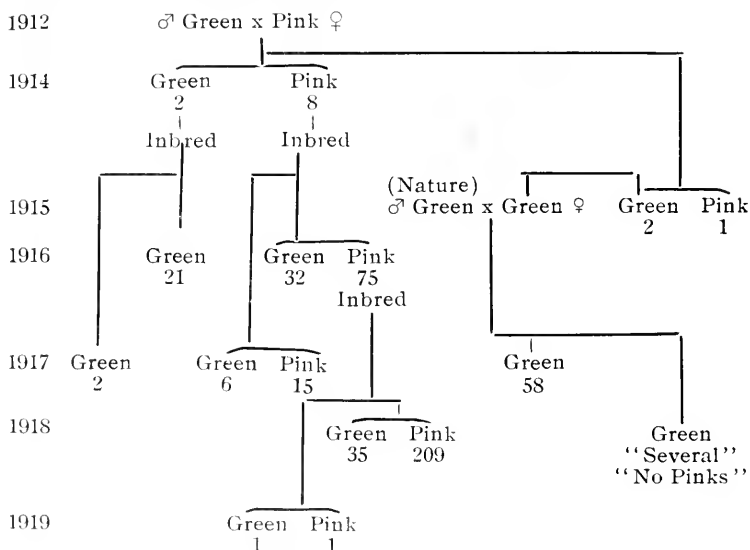 1912 ♂ Green x Pink ♀
1914 Green Pink
2 8
Inbred Inbred
(Nature)
1915 ♂ Green x Green ♀ Green Pink
2 1
1916 Green Green Pink
21 32 75
Inbred
1917 Green Green Pink Green
2 6 15 58
1918 Green Pink Green
35 209 "Several"
"No Pinks"
1919 Green Pink
1 1